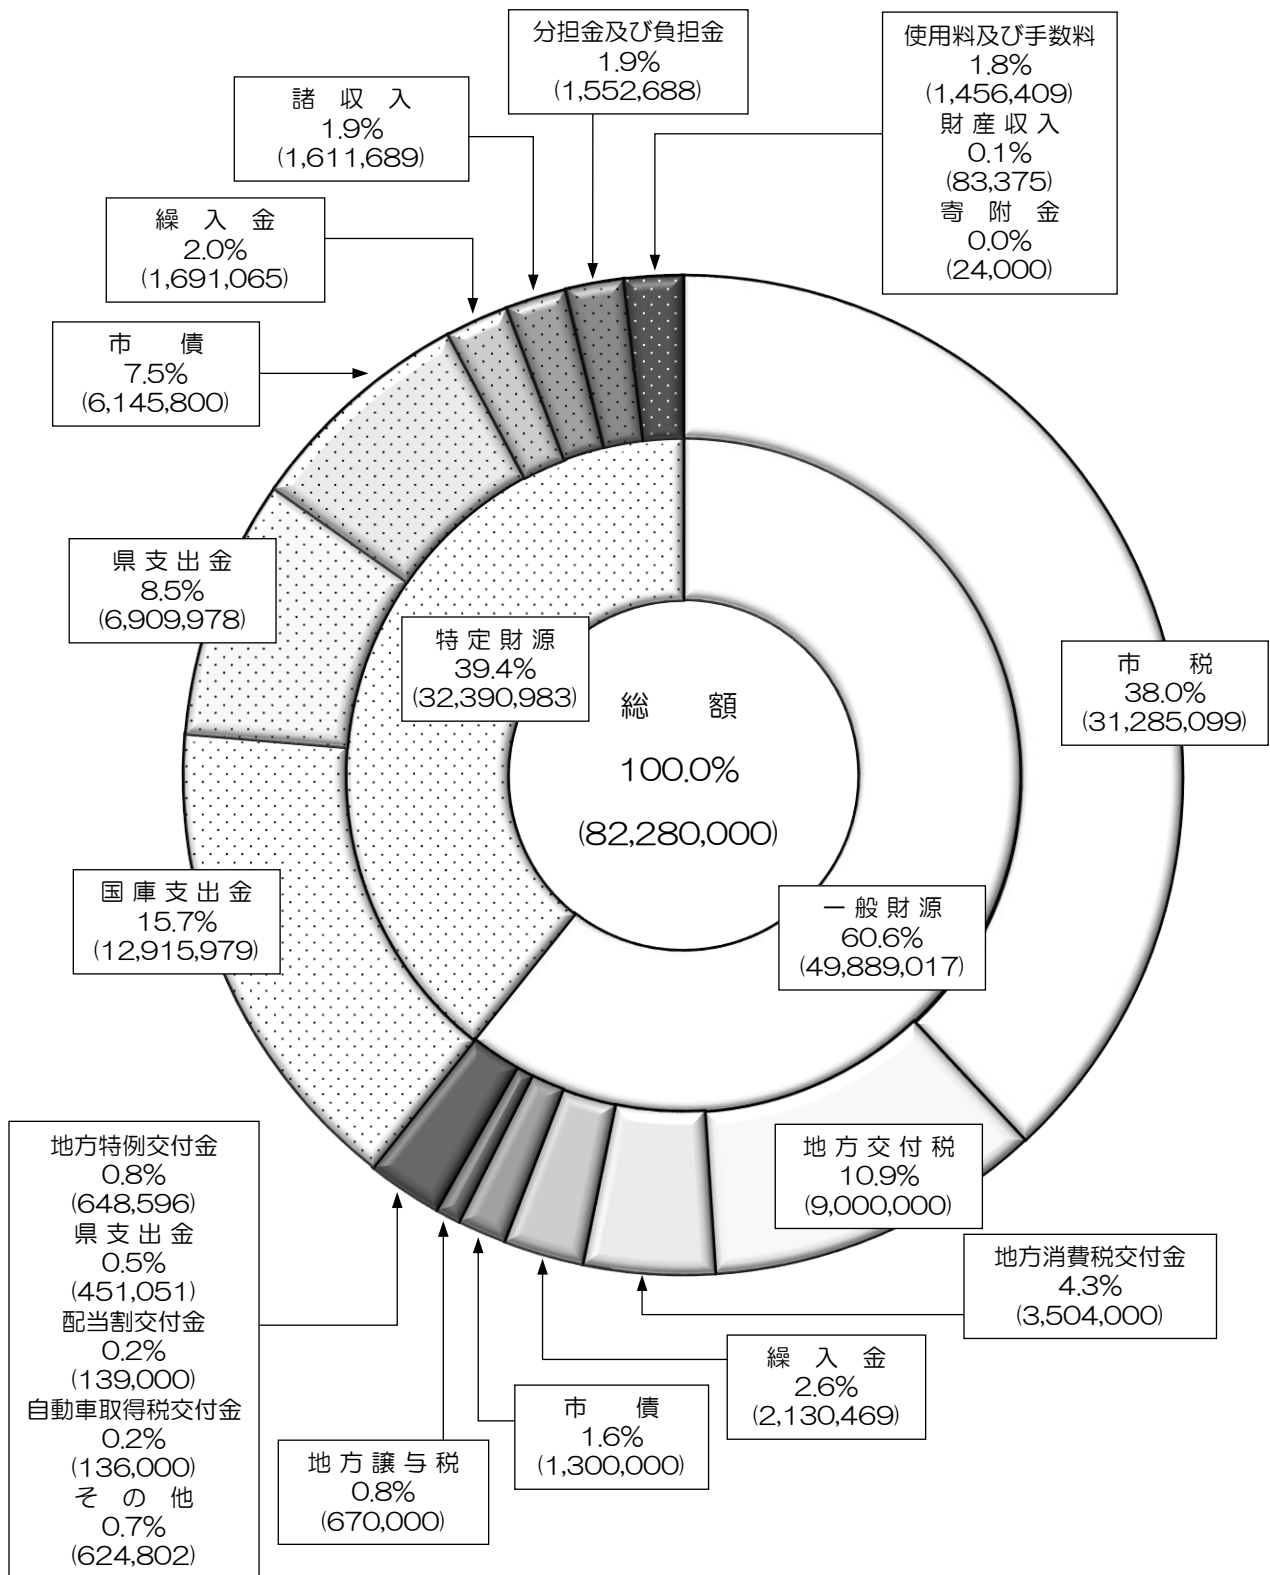 分担金及び負担金
1.9%
(1,552,688)
使用料及び手数料
1.8%
(1,456,409)
財産収入
0.1%
(83,375)
寄附金
0.0%
(24,000)
諸収入
1.9%
(1,611,689)
繰入金
2.0%
(1,691,065)
市債
7.5%
(6,145,800)
県支出金
8.5%
(6,909,978)
特定財源
39.4%
(32,390,983)
総額
100.0%
(82,280,000)
市税
38.0%
(31,285,099)
国庫支出金
15.7%
(12,915,979)
一般財源
60.6%
(49,889,017)
地方交付税
10.9%
(9,000,000)
地方消費税交付金
4.3%
(3,504,000)
繰入金
2.6%
(2,130,469)
市債
1.6%
(1,300,000)
地方譲与税
0.8%
(670,000)
地方特例交付金
0.8%
(648,596)
県支出金
0.5%
(451,051)
配当割交付金
0.2%
(139,000)
自動車取得税交付金
0.2%
(136,000)
その他
0.7%
(624,802)